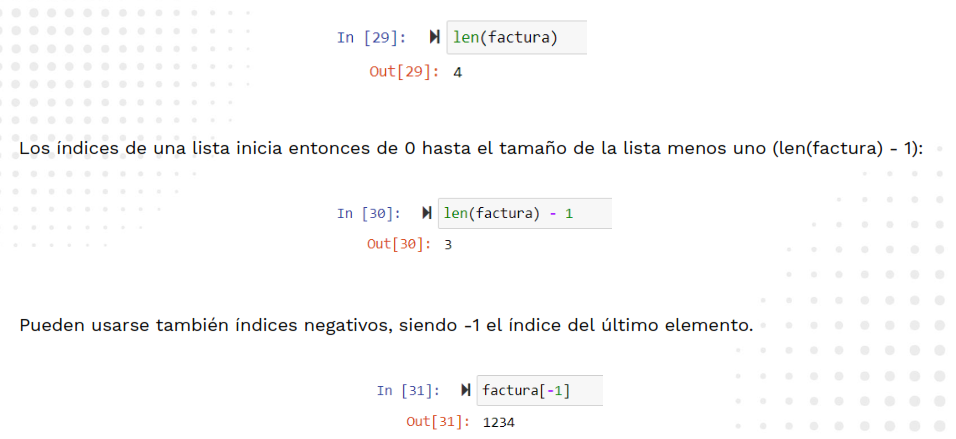 In [29]: len(factura)
Out[29]: 4
Los índices de una lista inicia entonces de 0 hasta el tamaño de la lista menos uno (len(factura) - 1):
In [30]: len(factura) - 1
Out[30]: 3
Pueden usarse también índices negativos, siendo -1 el índice del último elemento.
In [31]: factura[-1]
Out[31]: 1234